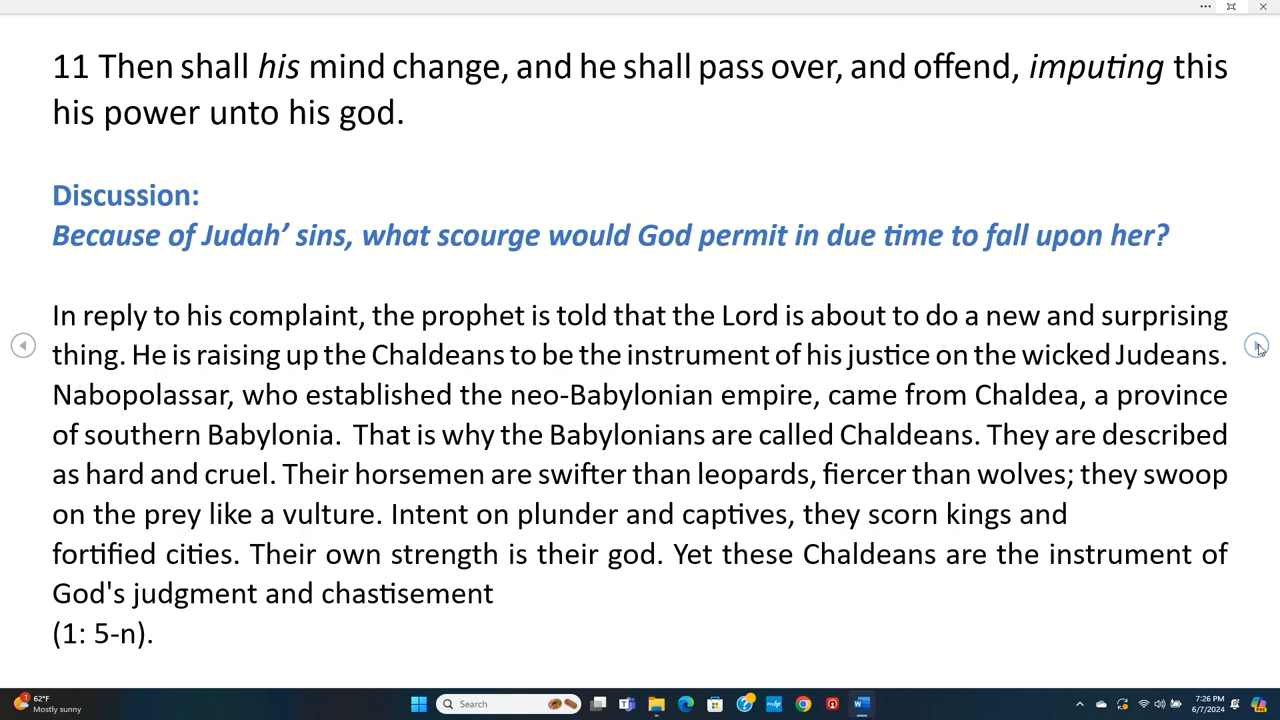 11 Then shall his mind change, and he shall pass over, and offend, imputing this
his power unto his god.
Discussion:
Because of Judah’ sins, what scourge would God permit in due time to fall upon her?
In reply to his complaint, the prophet is told that the Lord is about to do a new and surprising
thing. He is raising up the Chaldeans to be the instrument of his justice on the wicked Judeans.
Nabopolassar, who established the neo-Babylonian empire, came from Chaldea, a province
of southern Babylonia. That is why the Babylonians are called Chaldeans. They are described
as hard and cruel. Their horsemen are swifter than leopards, fiercer than wolves; they swoop
on the prey like a vulture. Intent on plunder and captives, they scorn kings and
fortified cities. Their own strength is their god. Yet these Chaldeans are the instrument of
God's judgment and chastisement
(1: 5-n).
1
62°F
Mostly sunny
Search
7:26 PM
6/7/2024